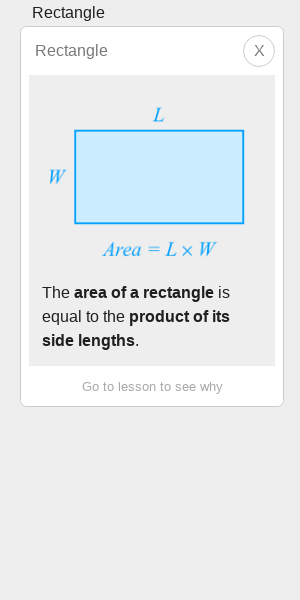 Rectangle
Rectangle
X
L
W
Area = L × W
The area of a rectangle is
equal to the product of its
side lengths.
Go to lesson to see why